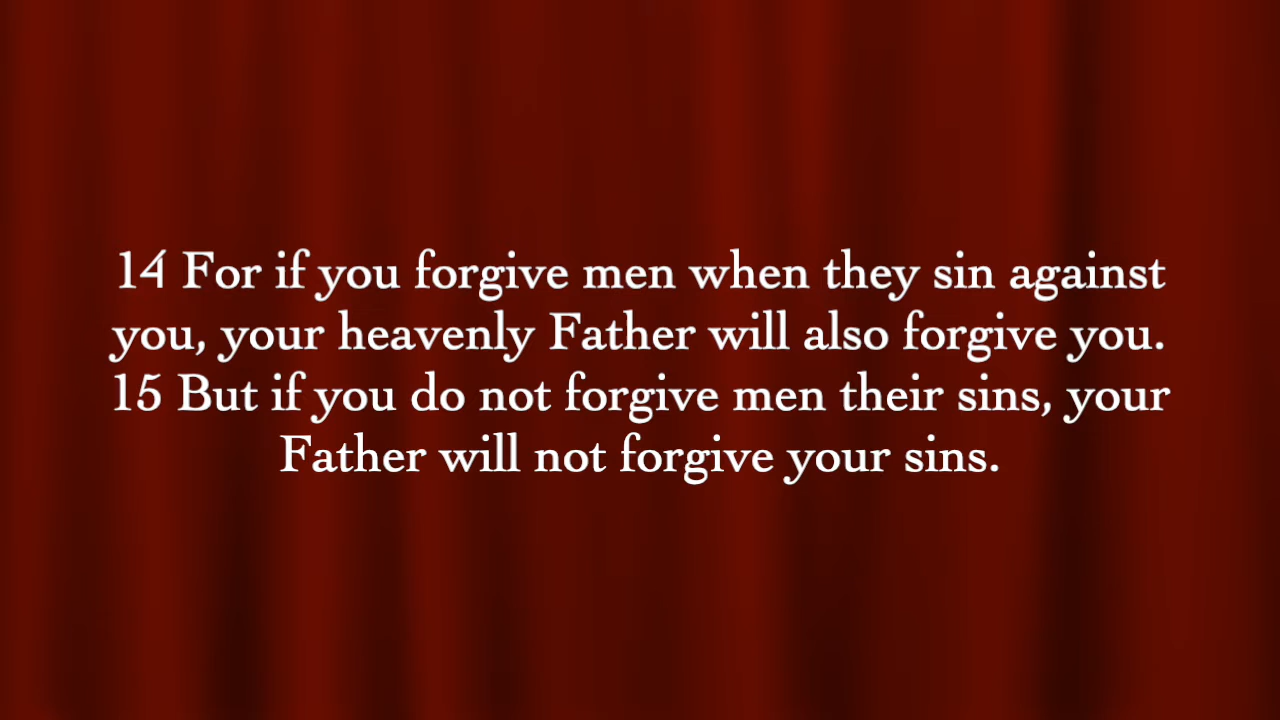 14 For if you forgive men when they sin against
you, your heavenly Father will also forgive you.
15 But if you do not forgive men their sins, your
Father will not forgive your sins.